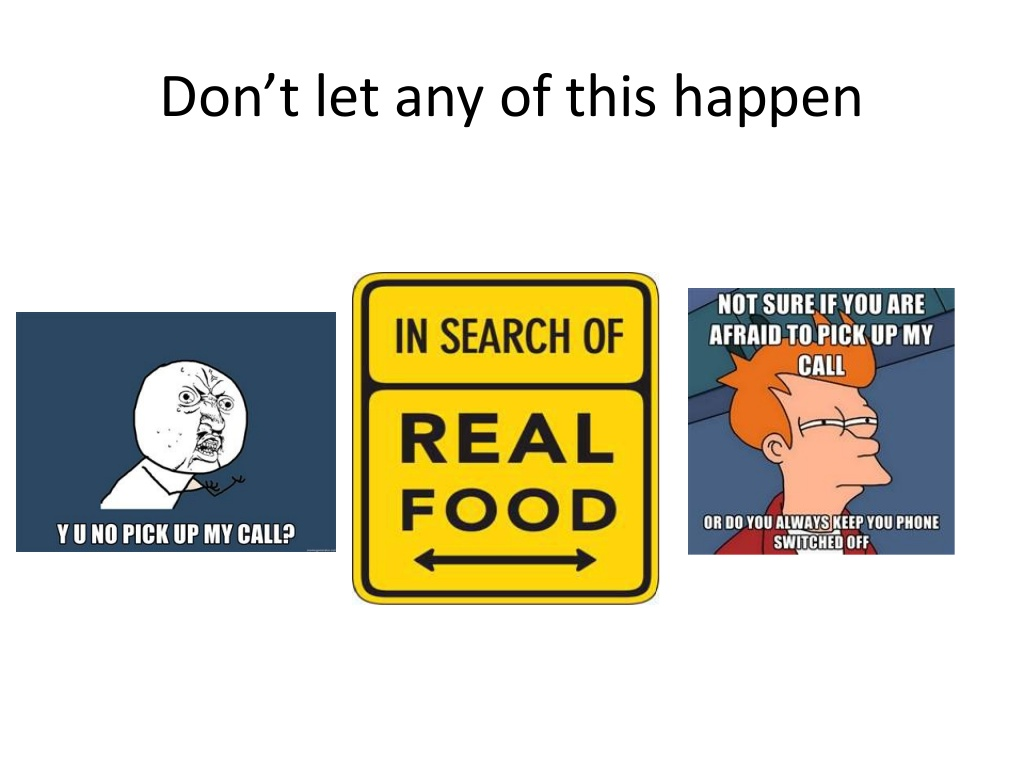 Don’t let any of this happen
Y U NO PICK UP MY CALL?
IN SEARCH OF
REAL
FOOD
NOT SURE IF YOU ARE
AFRAID TO PICK UP MY
CALL
OR DO YOU ALWAYS KEEP YOU PHONE
SWITCHED OFF